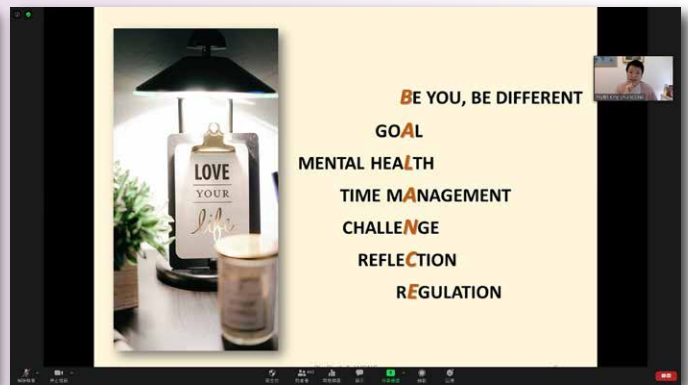 LOVE
YOUR
life
BE YOU, BE DIFFERENT
GOAL
MENTAL HEALTH
TIME MANAGEMENT
CHALLENGE
REFLECTION
REGULATION